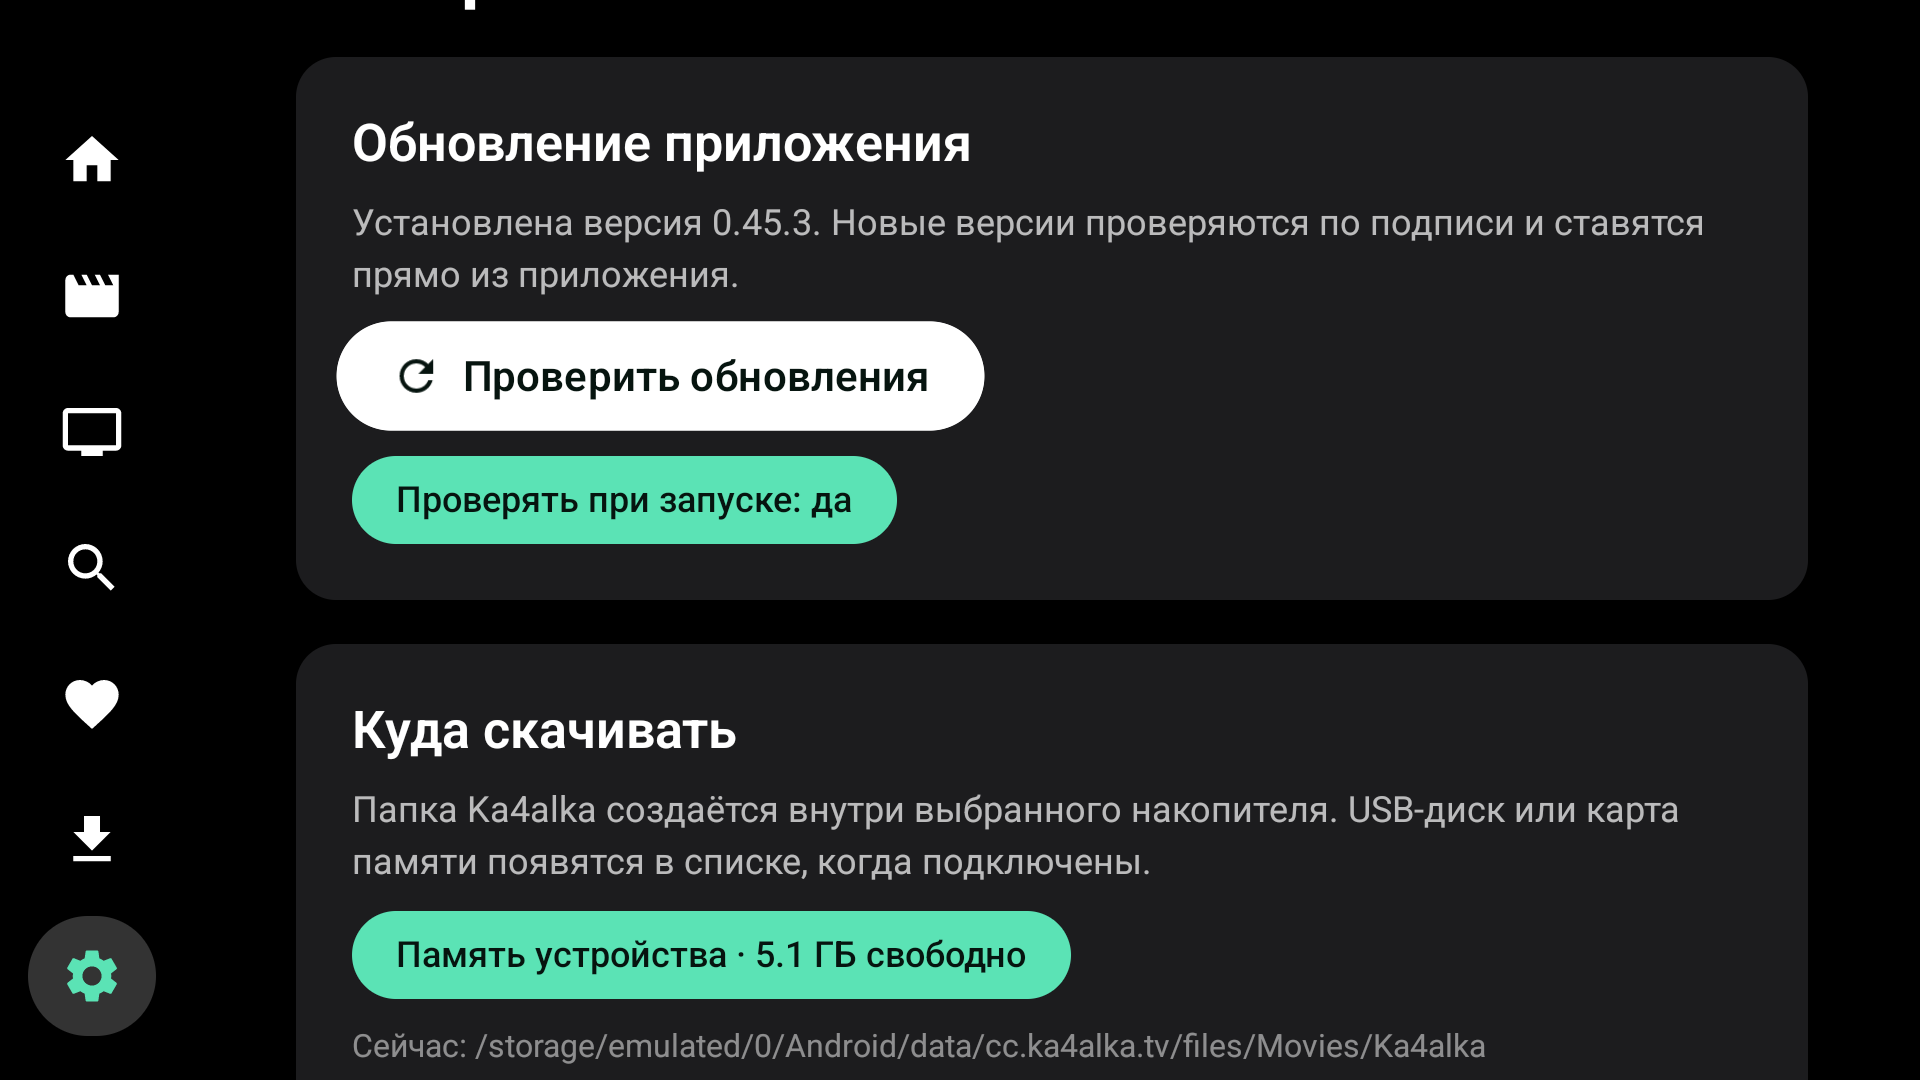 Обновление приложения
Установлена версия 0.45.3. Новые версии проверяются по подписи и ставятся
прямо из приложения.
Проверить обновления
Проверять при запуске: да
Куда скачивать
Папка Ka4alka создаётся внутри выбранного накопителя. USB-диск или карта
памяти появятся в списке, когда подключены.
Память устройства · 5.1 ГБ свободно
Сейчас: /storage/emulated/0/Android/data/cc.ka4alka.tv/files/Movies/Ka4alka